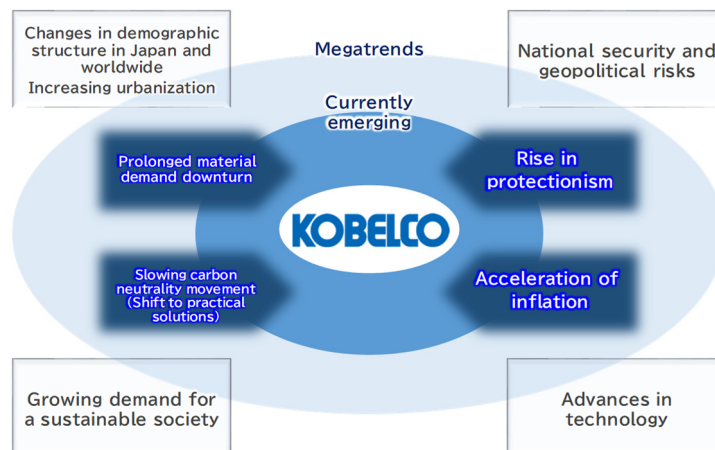 Changes in demographic
structure in Japan and
worldwide
Increasing urbanization
Megatrends
National security and
geopolitical risks
Currently
emerging
Prolonged material
demand downturn
Rise in
protectionism
KOBELCO
Slowing carbon
neutrality movement
(Shift to practical
solutions)
Acceleration of
inflation
Growing demand for
a sustainable society
Advances in
technology